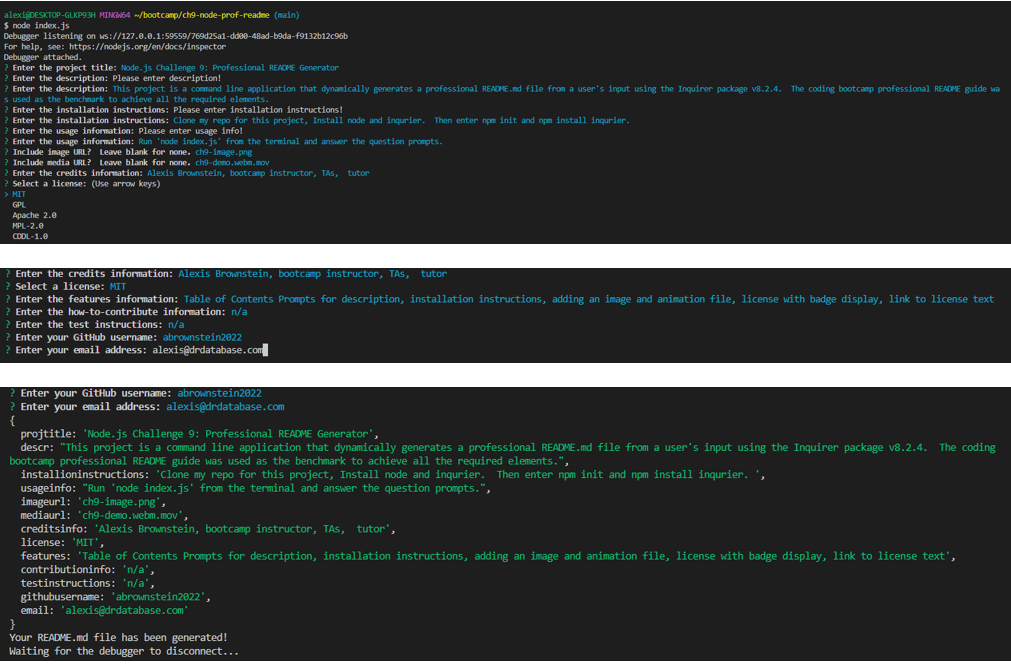 alexi@DESKTOP-GLKP93H MINGW64 ~/bootcamp/ch9-node-prof-readme (main)
$ node index.js
Debugger listening on ws://127.0.0.1:59559/769d25a1-dd00-48ad-b9da-f9132b12c96b
For help, see: https://nodejs.org/en/docs/inspector
Debugger attached.
? Enter the project title: Node.js Challenge 9: Professional README Generator
? Enter the description: Please enter description!
? Enter the description: This project is a command line application that dynamically generates a professional README.md file from a user's input using the Inquirer package v8.2.4.  The coding bootcamp professional README guide wa
s used as the benchmark to achieve all the required elements.
? Enter the installation instructions: Please enter installation instructions!
? Enter the installation instructions: Clone my repo for this project, Install node and inqurier.  Then enter npm init and npm install inqurier.
? Enter the usage information: Please enter usage info!
? Enter the usage information: Run 'node index.js' from the terminal and answer the question prompts.
? Include image URL?  Leave blank for none. ch9-image.png
? Include media URL?  Leave blank for none. ch9-demo.webm.mov
? Enter the credits information: Alexis Brownstein, bootcamp instructor, TAs,  tutor
? Select a license: (Use arrow keys)
> MIT
GPL
Apache 2.0
MPL-2.0
CDDL-1.0
? Enter the credits information: Alexis Brownstein, bootcamp instructor, TAs,  tutor
? Select a license: MIT
? Enter the features information: Table of Contents Prompts for description, installation instructions, adding an image and animation file, license with badge display, link to license text
? Enter the how-to-contribute information: n/a
? Enter the test instructions: n/a
? Enter your GitHub username: abrownstein2022
? Enter your email address: alexis@drdatabase.com
? Enter your GitHub username: abrownstein2022
? Enter your email address: alexis@drdatabase.com
{
projtitle: 'Node.js Challenge 9: Professional README Generator',
descr: "This project is a command line application that dynamically generates a professional README.md file from a user's input using the Inquirer package v8.2.4.  The coding
bootcamp professional README guide was used as the benchmark to achieve all the required elements.",
installioninstructions: 'Clone my repo for this project, Install node and inqurier.  Then enter npm init and npm install inqurier. ',
usageinfo: "Run 'node index.js' from the terminal and answer the question prompts.",
imageurl: 'ch9-image.png',
mediaurl: 'ch9-demo.webm.mov',
creditsinfo: 'Alexis Brownstein, bootcamp instructor, TAs,  tutor',
license: 'MIT',
features: 'Table of Contents Prompts for description, installation instructions, adding an image and animation file, license with badge display, link to license text',
contributioninfo: 'n/a',
testinstructions: 'n/a',
githubusername: 'abrownstein2022',
email: 'alexis@drdatabase.com'
}
Your README.md file has been generated!
Waiting for the debugger to disconnect...